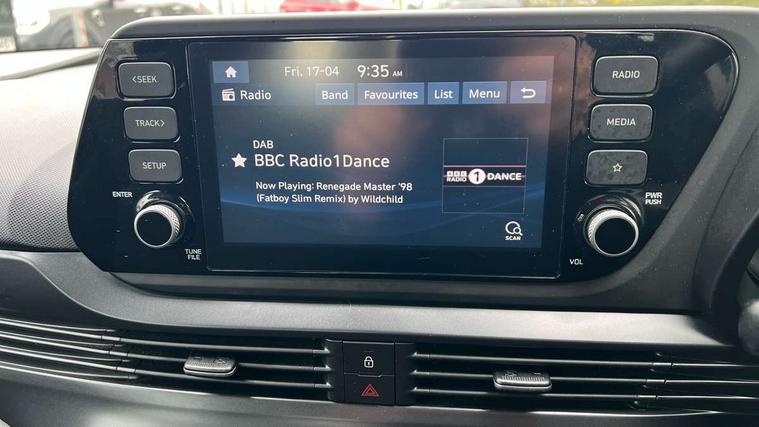 <SEEK
TRACK>
SETUP
ENTER
TUNE
FILE
Fri, 17-04 9:35 AM
Radio Band Favourites List Menu
DAB
BBC Radio1Dance
Now Playing: Renegade Master '98
(Fatboy Slim Remix) by Wildchild
BBC
RADIO 1 DANCE
SCAN
RADIO
MEDIA
PWR
PUSH
VOL